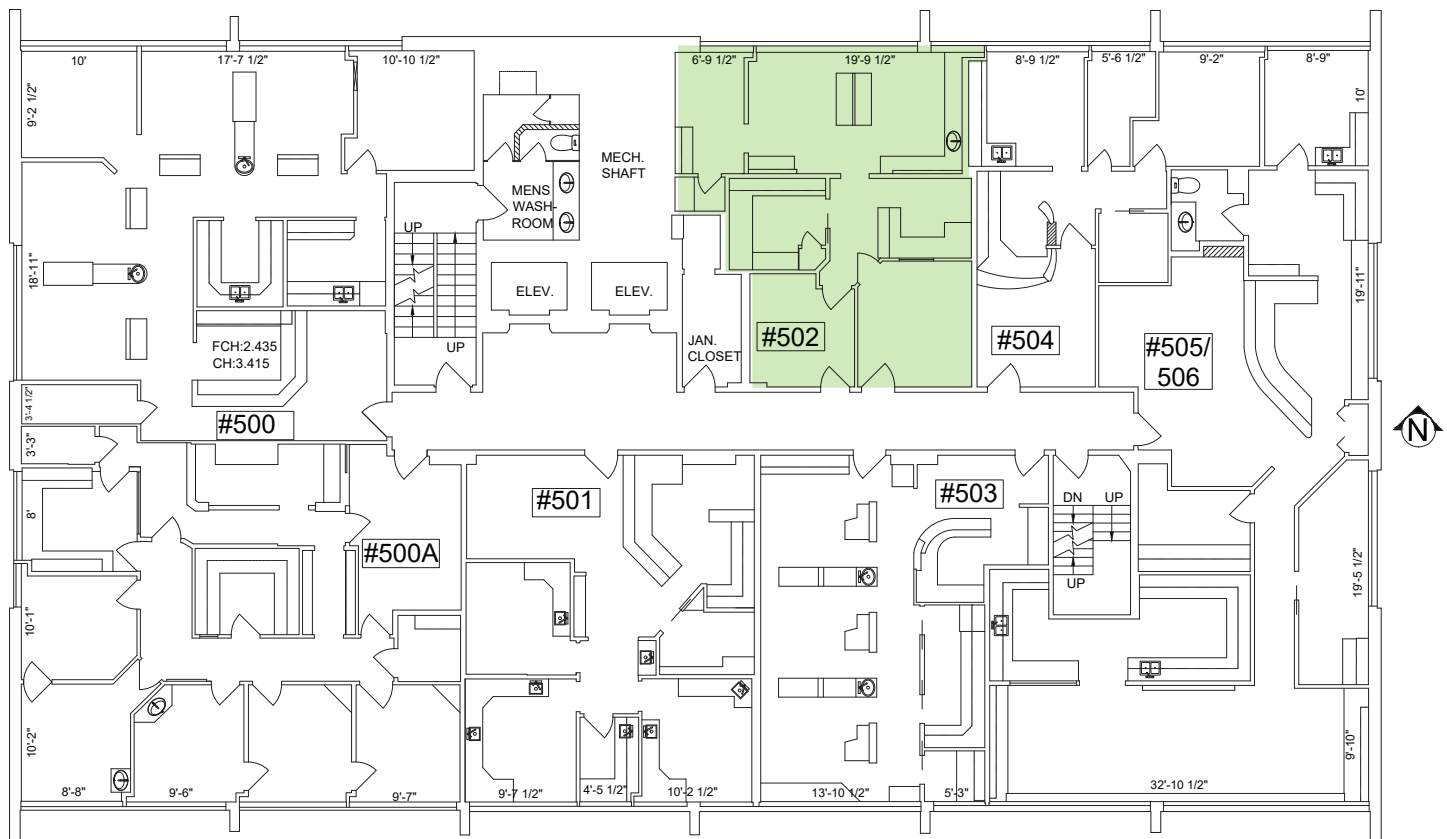 10'
17'-7 1/2"
10'-10 1/2"
6'-9 1/2"
19'-9 1/2"
8'-9 1/2"
5'-6 1/2"
9'-2"
8'-9"
9'-2 1/2"
10'
MECH.
SHAFT
MENS
WASH-
ROOM
UP
18'-11"
ELEV.
ELEV.
19'-11"
FCH:2.435
CH:3.415
UP
JAN.
CLOSET
#502
#504
#505/
506
3'-4 1/2"
#500
3'-3"
N
8'
#500A
#501
#503
DN
UP
UP
19'-5 1/2"
10'-1"
10'-2"
9'-10"
8'-8"
9'-6"
9'-7"
9'-7 1/2"
4'-5 1/2"
10'-2 1/2"
13'-10 1/2"
5'-3"
32'-10 1/2"